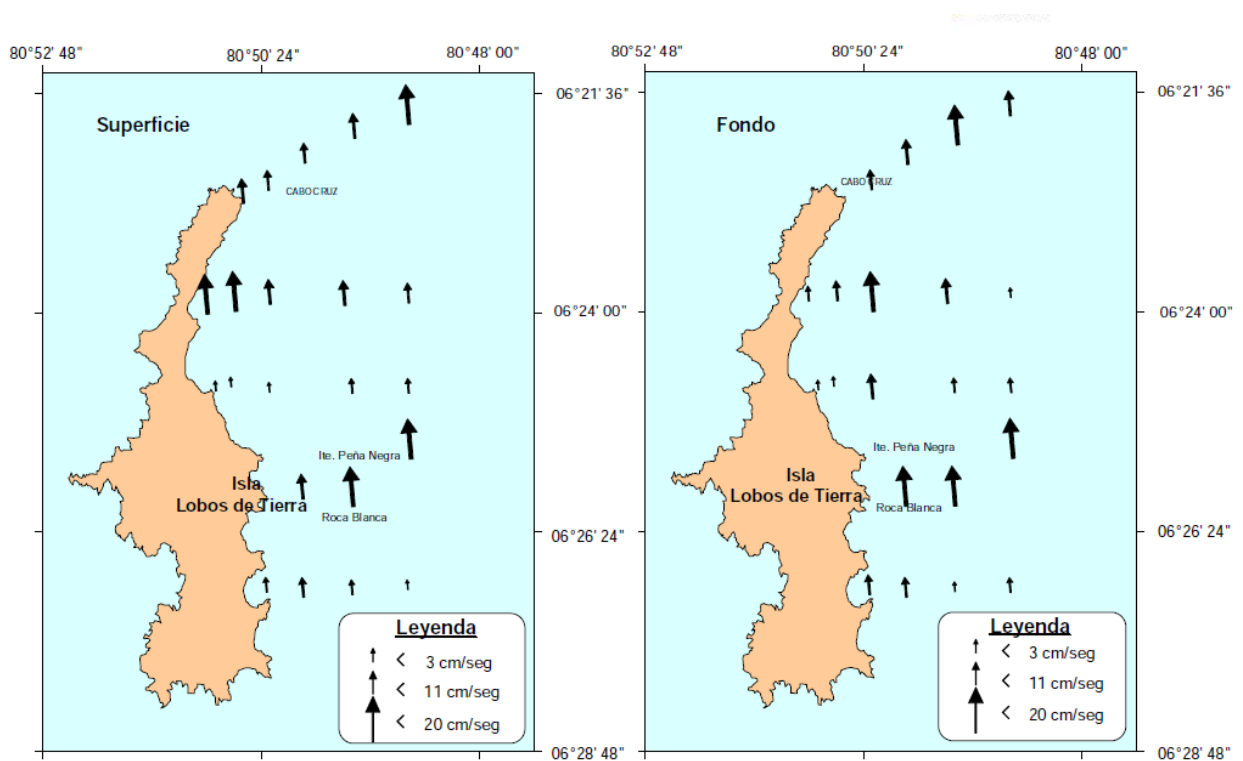 80°52' 48"
80°50' 24"
80°48' 00"
Superficie
CABO CRUZ
Ite. Peña Negra
Isla
Lobos de Tierra
Roca Blanca
Leyenda
< 3 cm/seg
< 11 cm/seg
< 20 cm/seg
06°21' 36"
06°24' 00"
06°26' 24"
06°28' 48"
80°52' 48"
80°50' 24"
80°48' 00"
Fondo
CABO CRUZ
Ite. Peña Negra
Isla
Lobos de Tierra
Roca Blanca
Leyenda
< 3 cm/seg
< 11 cm/seg
< 20 cm/seg
06°21' 36"
06°24' 00"
06°26' 24"
06°28' 48"